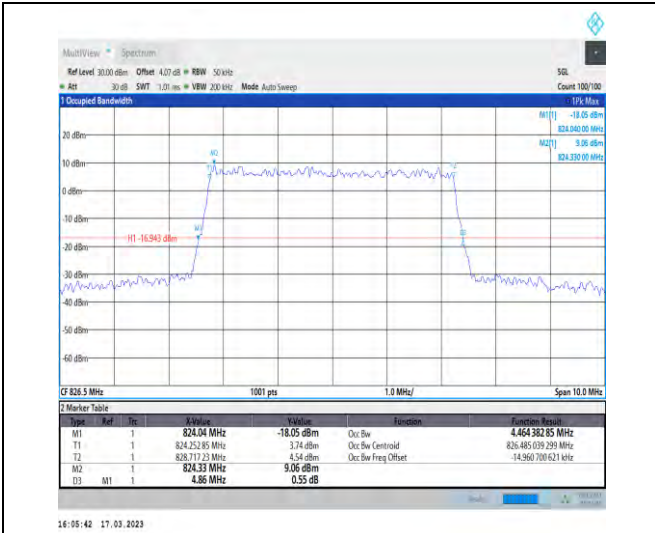 MultiView Spectrum
Ref Level 30.00 dBm Offset 4.07 dB RBW 50 kHz SGL
Att 30 dB SWT 1.01 ms VBW 200 kHz Mode Auto Sweep Count 100/100
1 Occupied Bandwidth 1Pk Max
M1[1] -18.05 dBm
824.040 00 MHz
M2[1] 9.06 dBm
824.330 00 MHz
20 dBm
M2
T1 T2
10 dBm
0 dBm
-10 dBm
M1
H1 -16.943 dBm
-20 dBm
-30 dBm
-40 dBm
-50 dBm
-60 dBm
CF 826.5 MHz 1001 pts 1.0 MHz/ Span 10.0 MHz
2 Marker Table
Type Ref Trc X-Value Y-Value Function Function Result
M1 1 824.04 MHz -18.05 dBm Occ Bw 4.464 382 85 MHz
T1 1 824.252 85 MHz 3.74 dBm Occ Bw Centroid 826.485 039 299 MHz
T2 1 828.717 23 MHz 4.54 dBm Occ Bw Freq Offset -14.960 700 621 kHz
M2 1 824.33 MHz 9.06 dBm
D3 M1 1 4.86 MHz 0.55 dB
16:05:42 17.03.2023